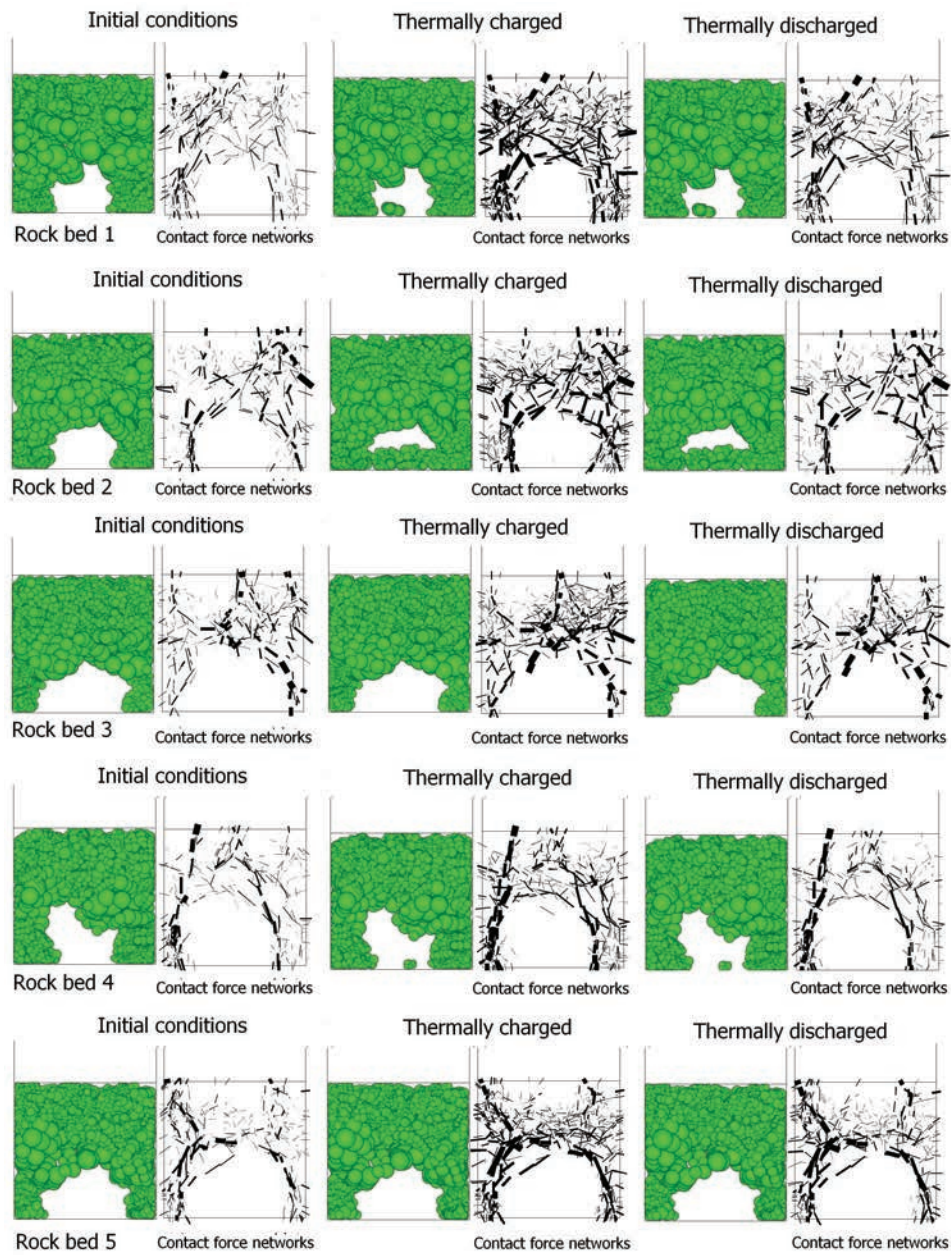 Initial conditions
Thermally charged
Thermally discharged
Rock bed 1
Contact force networks
Contact force networks
Contact force networks
Initial conditions
Thermally charged
Thermally discharged
Rock bed 2
Contact force networks
Contact force networks
Contact force networks
Initial conditions
Thermally charged
Thermally discharged
Rock bed 3
Contact force networks
Contact force networks
Contact force networks
Initial conditions
Thermally charged
Thermally discharged
Rock bed 4
Contact force networks
Contact force networks
Contact force networks
Initial conditions
Thermally charged
Thermally discharged
Rock bed 5
Contact force networks
Contact force networks
Contact force networks